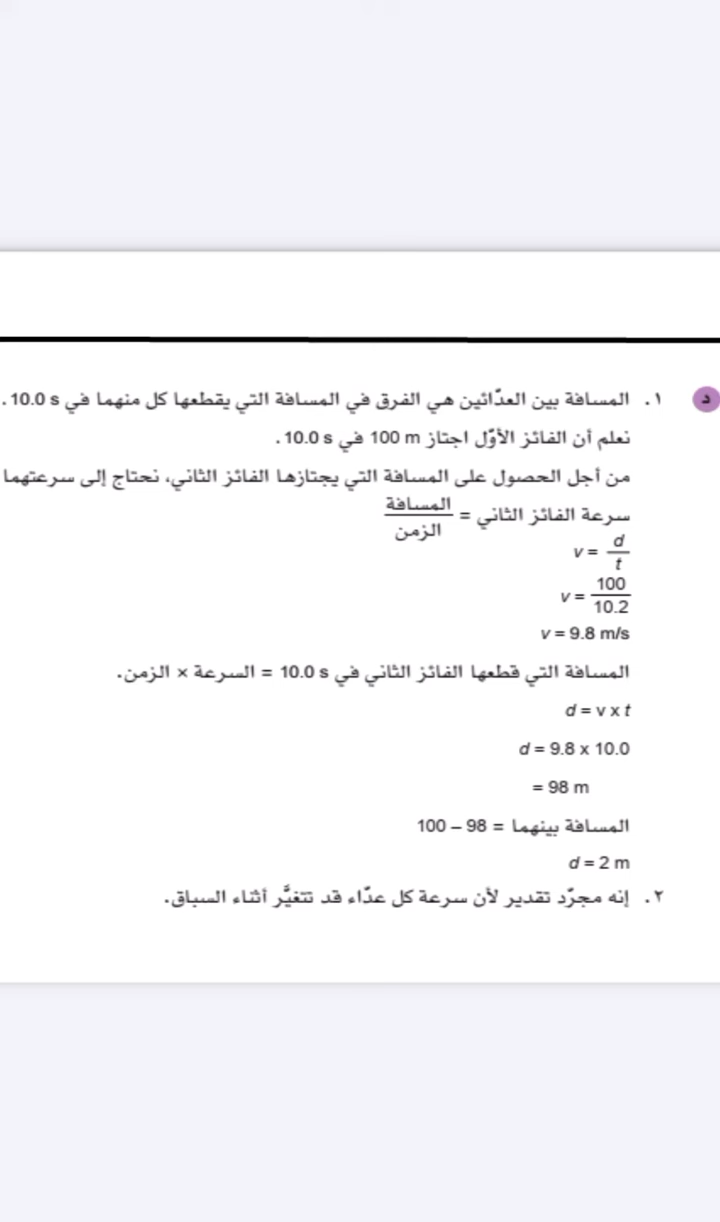 د
١. المسافة بين العدّائين هي الفرق في المسافة التي يقطعها كل منهما في 10.0 s.
نعلم أن الفائز الأوّل اجتاز 100 m في 10.0 s.
من أجل الحصول على المسافة التي يجتازها الفائز الثاني، نحتاج إلى سرعتهما
سرعة الفائز الثاني = المسافة / الزمن
v = d / t
v = 100 / 10.2
v = 9.8 m/s
المسافة التي قطعها الفائز الثاني في 10.0 s = السرعة × الزمن.
d = v x t
d = 9.8 x 10.0
= 98 m
المسافة بينهما = 98 – 100
d = 2 m
٢. إنه مجرّد تقدير لأن سرعة كل عدّاء قد تتغيَّر أثناء السباق.